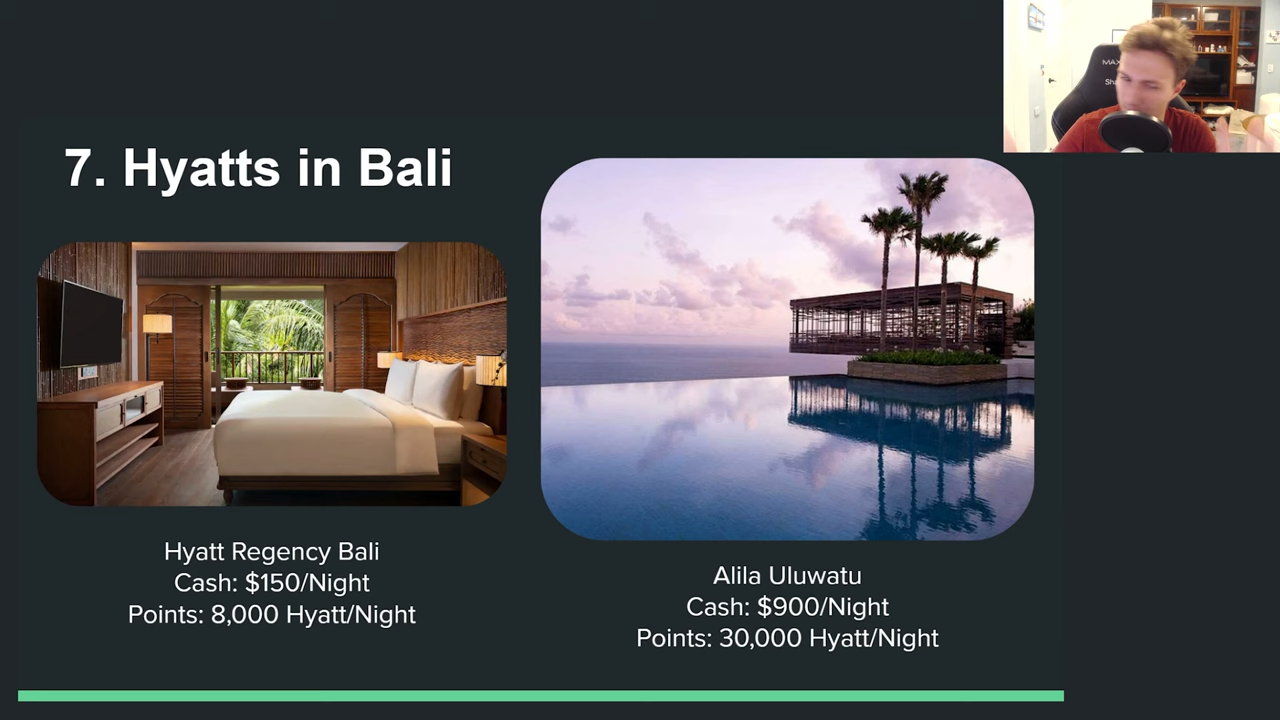 7. Hyatts in Bali
Hyatt Regency Bali
Cash: $150/Night
Points: 8,000 Hyatt/Night
Alila Uluwatu
Cash: $900/Night
Points: 30,000 Hyatt/Night